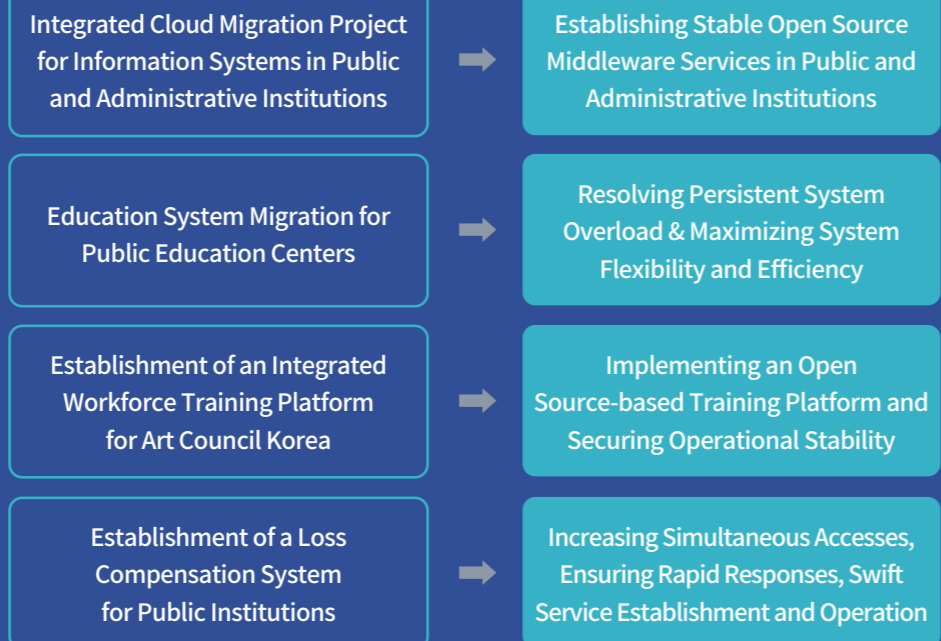 Integrated Cloud Migration Project
for Information Systems in Public
and Administrative Institutions
Establishing Stable Open Source
Middleware Services in Public and
Administrative Institutions
Education System Migration for
Public Education Centers
Resolving Persistent System
Overload & Maximizing System
Flexibility and Efficiency
Establishment of an Integrated
Workforce Training Platform
for Art Council Korea
Implementing an Open
Source-based Training Platform and
Securing Operational Stability
Establishment of a Loss
Compensation System
for Public Institutions
Increasing Simultaneous Accesses,
Ensuring Rapid Responses, Swift
Service Establishment and Operation